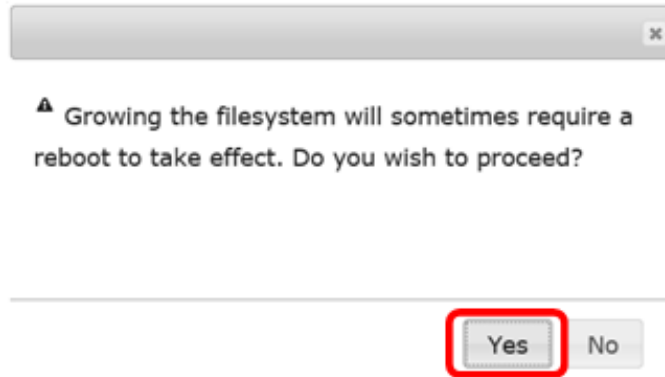 Growing the filesystem will sometimes require a
reboot to take effect. Do you wish to proceed?
Yes No